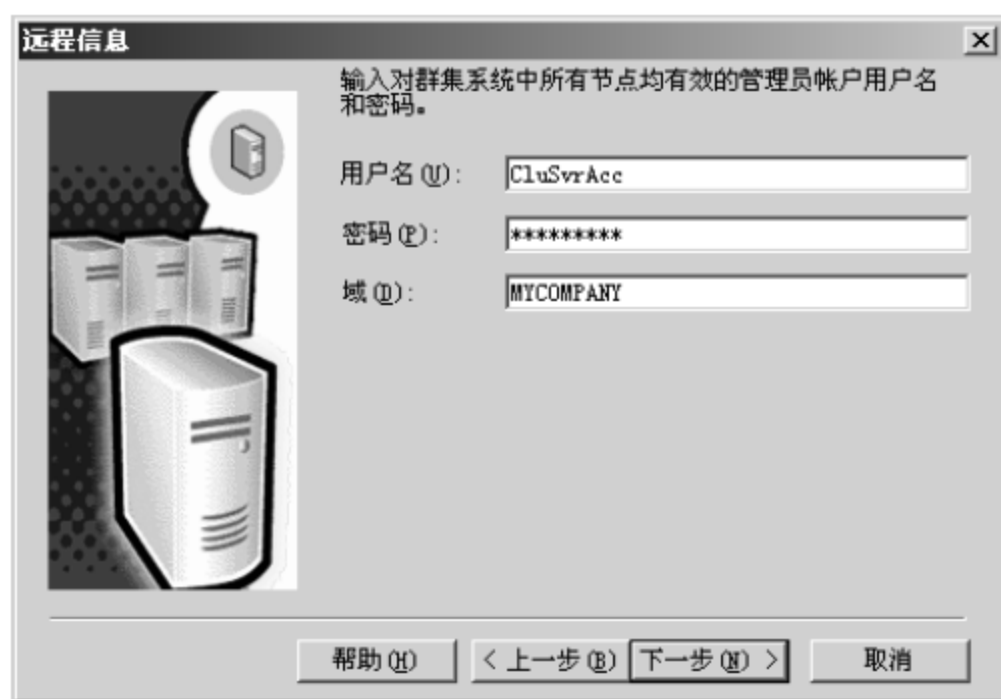 远程信息
输入对群集系统中所有节点均有效的管理员帐户用户名
和密码。
用户名(U): CluSvrAcc
密码(P): *********
域(D): MYCOMPANY
帮助(H) < 上一步(B) 下一步(N) > 取消